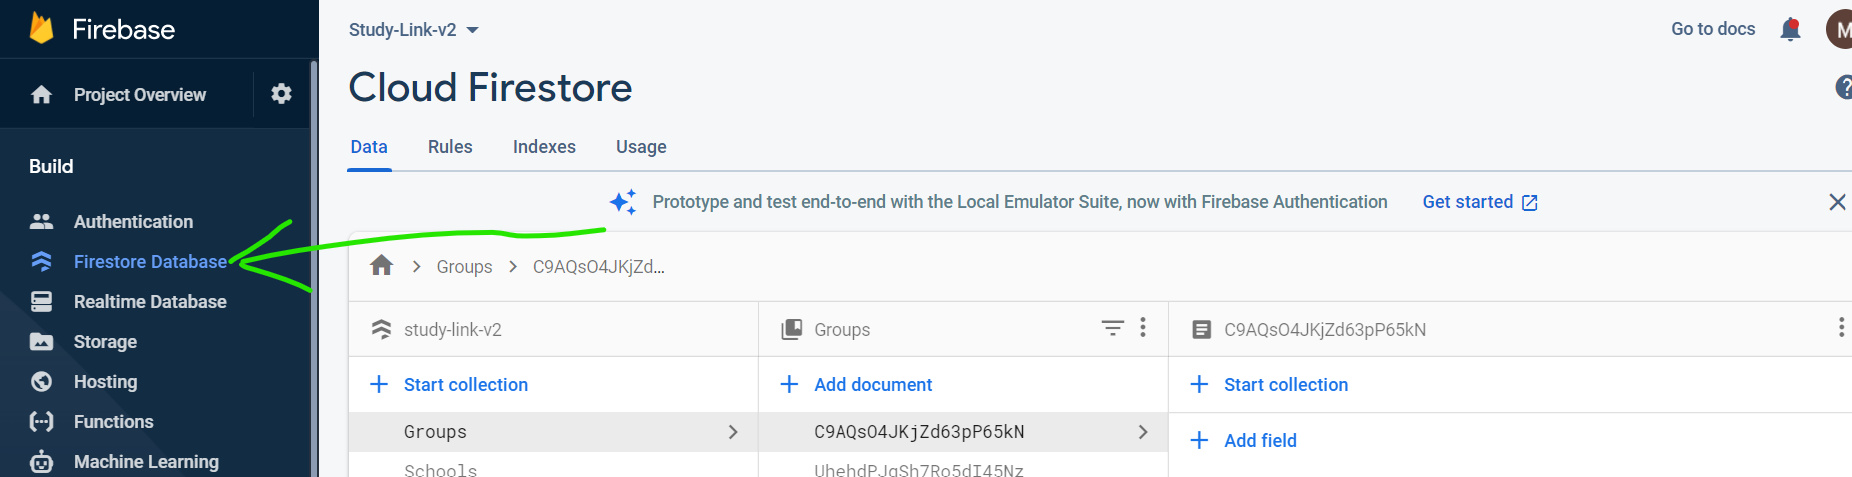 Firebase
Study-Link-v2
Go to docs
M
Project Overview
Cloud Firestore
?
Data Rules Indexes Usage
Build
Prototype and test end-to-end with the Local Emulator Suite, now with Firebase Authentication Get started
Authentication
Firestore Database
Realtime Database
Storage
Hosting
Functions
Machine Learning
Groups C9AQsO4JKjZd...
study-link-v2
Start collection
Groups
Schools
Groups
Add document
C9AQsO4JKjZd63pP65kN
UhehdPJgSh7Ro5dI45Nz
C9AQsO4JKjZd63pP65kN
Start collection
Add field